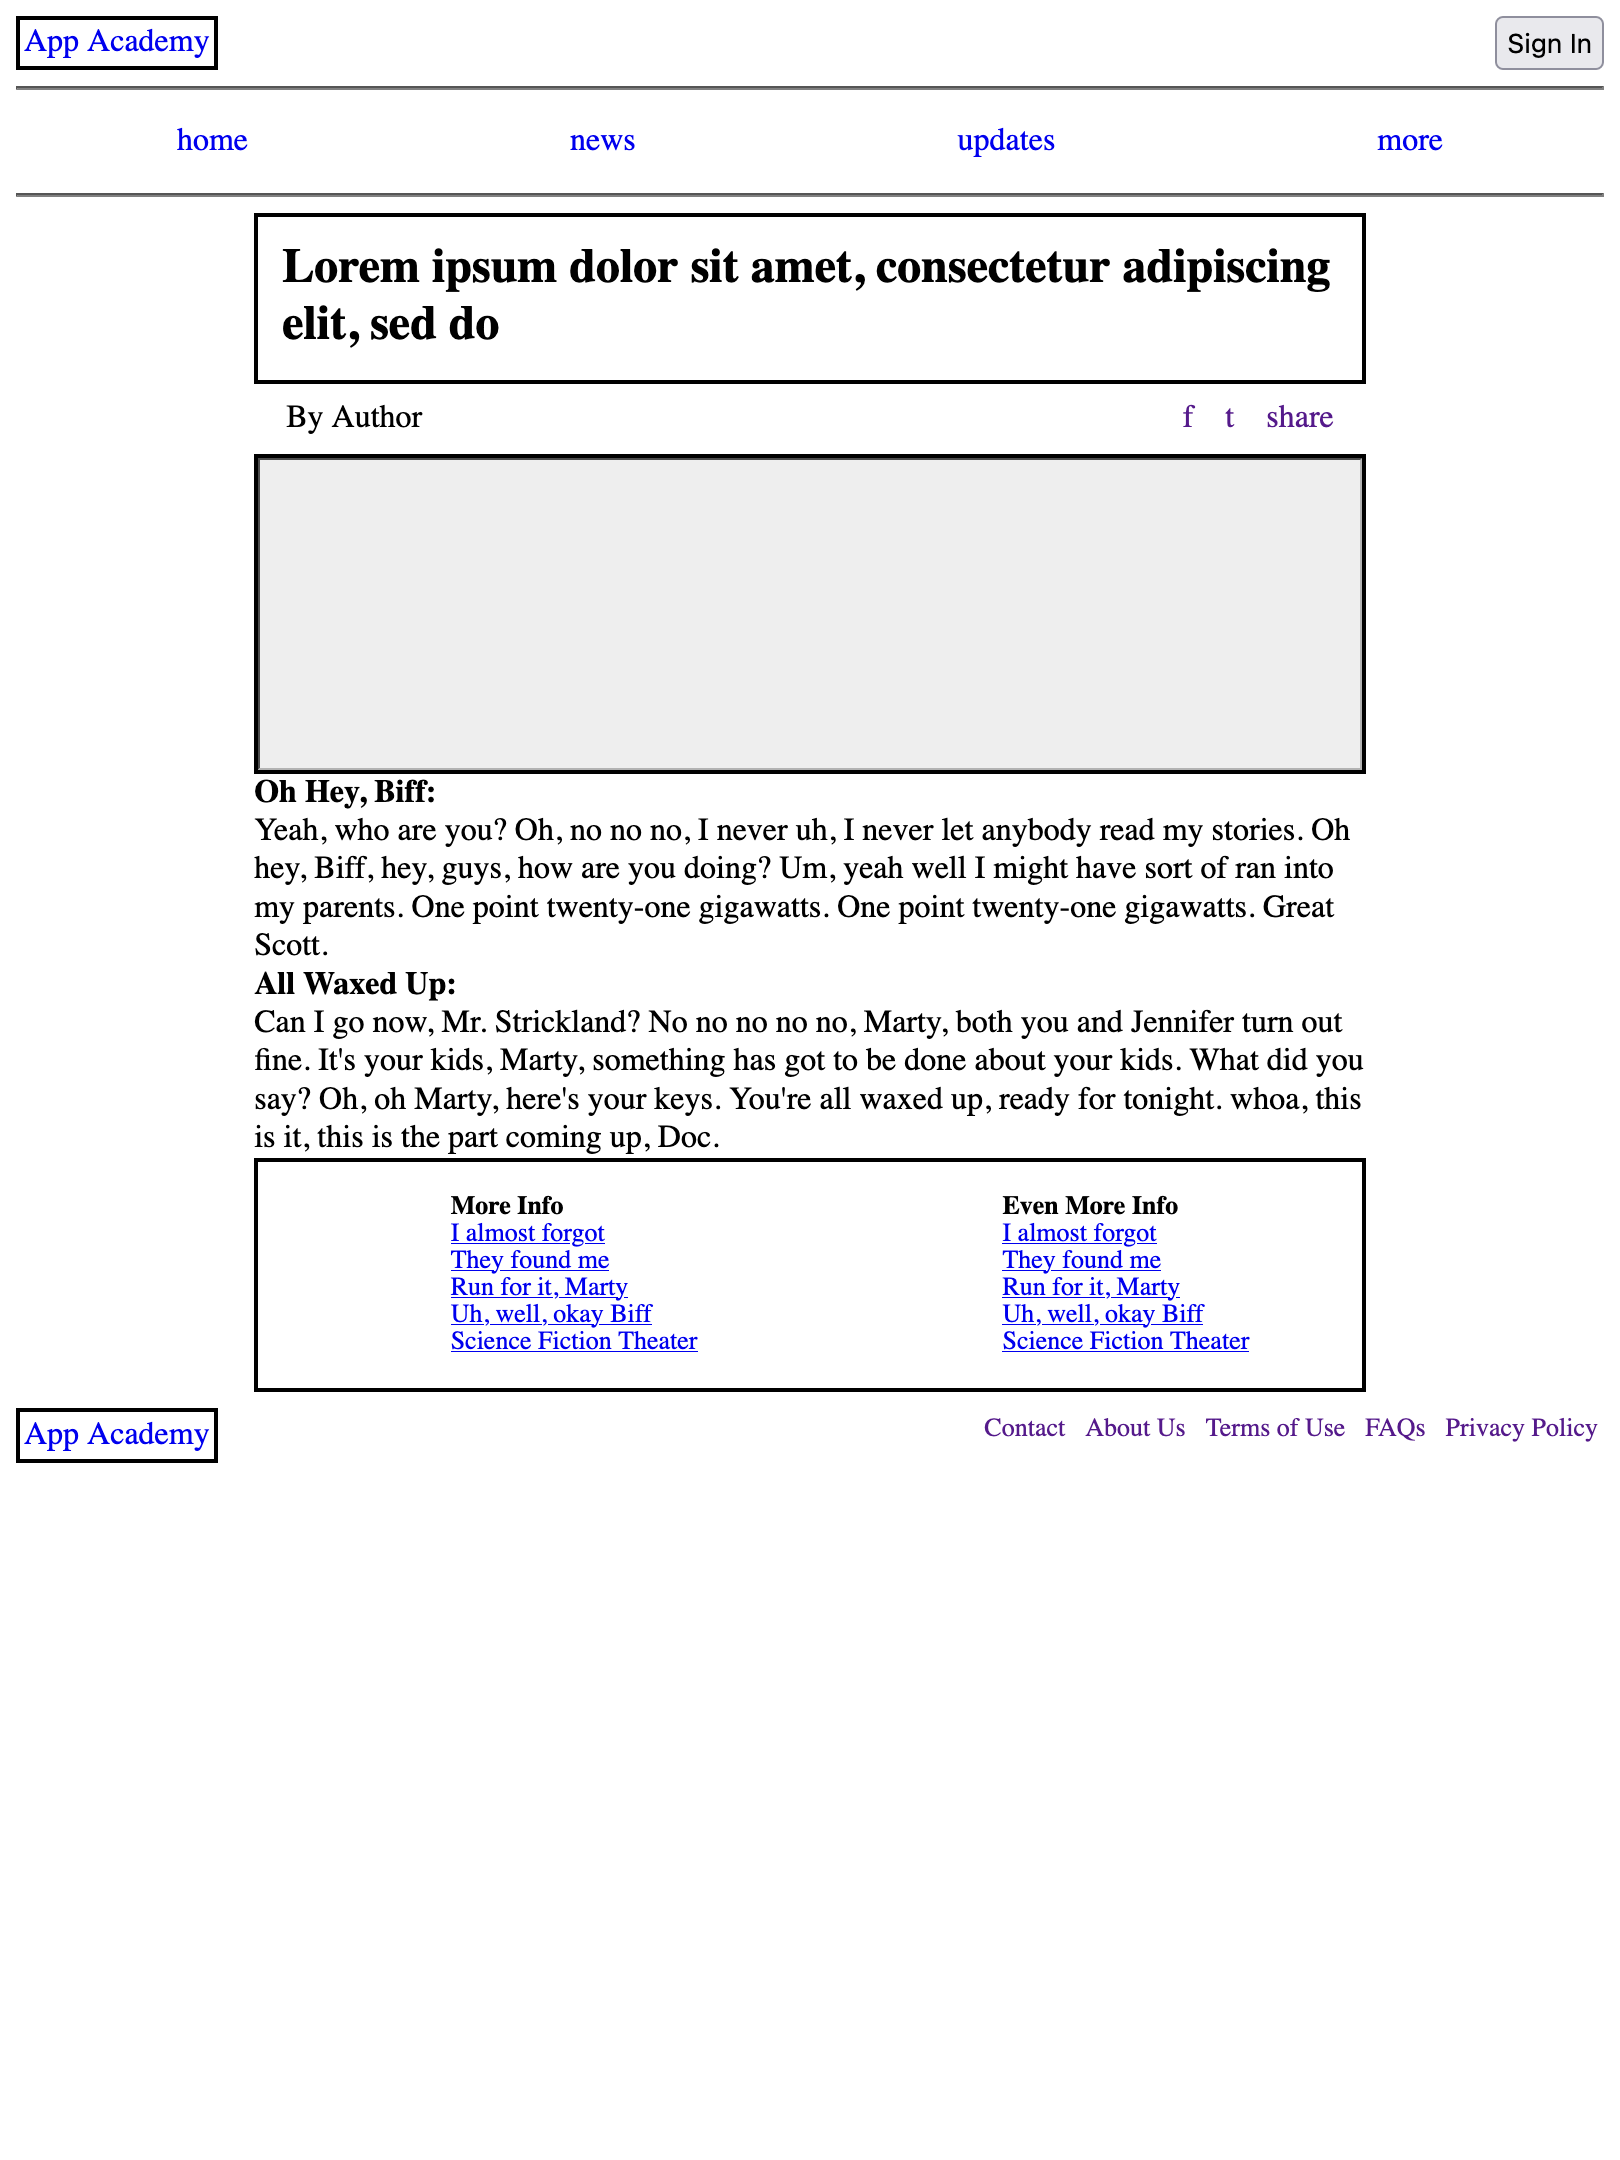 App Academy
Sign In
home
news
updates
more
Lorem ipsum dolor sit amet, consectetur adipiscing
elit, sed do
By Author
f
t
share
Oh Hey, Biff:
Yeah, who are you? Oh, no no no, I never uh, I never let anybody read my stories. Oh
hey, Biff, hey, guys, how are you doing? Um, yeah well I might have sort of ran into
my parents. One point twenty-one gigawatts. One point twenty-one gigawatts. Great
Scott.
All Waxed Up:
Can I go now, Mr. Strickland? No no no no no, Marty, both you and Jennifer turn out
fine. It's your kids, Marty, something has got to be done about your kids. What did you
say? Oh, oh Marty, here's your keys. You're all waxed up, ready for tonight. whoa, this
is it, this is the part coming up, Doc.
More Info
I almost forgot
They found me
Run for it, Marty
Uh, well, okay Biff
Science Fiction Theater
Even More Info
I almost forgot
They found me
Run for it, Marty
Uh, well, okay Biff
Science Fiction Theater
App Academy
Contact
About Us
Terms of Use
FAQs
Privacy Policy